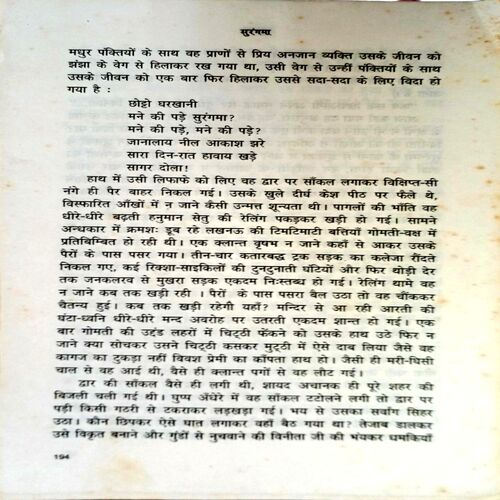 सुरंगमा
मधुर पंक्तियों के साथ वह प्राणों से प्रिय अनजान व्यक्ति उसके जीवन को
झंझा के वेग से हिलाकर रख गया था, उसी वेग से उन्हीं पंक्तियों के साथ
उसके जीवन को एक बार फिर हिलाकर उससे सदा-सदा के लिए विदा हो
गया है :
छोट्टो घरखानी
मने की पड़े सुरंगमा?
मने की पड़े, मने की पड़े?
जानालाय नील आकाश झरे
सारा दिन-रात हावाय खड़े
सागर दोला!
हाथ में उसी लिफाफे को लिए वह द्वार पर साँकल लगाकर विक्षिप्त-सी
नंगे ही पैर बाहर निकल गई। उसके खुले दीर्घ केश पीठ पर फैले थे,
विस्फारित आँखों में न जाने कैसी उन्मत्त शून्यता थी। पागलों की भाँति वह
धीरे-धीरे बढ़ती हनुमान सेतु की रेलिंग पकड़कर खड़ी हो गई। सामने
अन्धकार में क्रमशः डूब रहे लखनऊ की टिमटिमाती बत्तियाँ गोमती-वक्ष में
प्रतिबिम्बित हो रही थीं। एक क्लान्त वृषभ न जाने कहाँ से आकर उसके
पैरों के पास पसर गया। तीन-चार कतारबद्ध ट्रक सड़क का कलेजा रौंदते
निकल गए, कई रिक्शा-साइकिलों की टुनटुनाती घंटियाँ और फिर थोड़ी देर
तक जनकलरव से मुखरा सड़क एकदम निःस्तब्ध हो गई। रेलिंग थामे वह
न जाने कब तक खड़ी रही । पैरों के पास पसरा बैल उठा तो वह चौंककर
चैतन्य हुई। कब तक खड़ी रहेगी यहाँ? मन्दिर से आ रही आरती की
घंटा-ध्वनि धीरे-धीरे मन्द अवरोह पर उतरती एकदम शान्त हो गई। एक
बार गोमती की उद्दंड लहरों में चिट्ठी फेंकने को उसके हाथ उठे फिर न
जाने क्या सोचकर उसने चिट्ठी कसकर मुट्ठी में ऐसे दाब लिया जैसे वह
कागज का टुकड़ा नहीं विवश प्रेमी का काँपता हाथ हो। जैसी ही मरी-घिसी
चाल से वह आई थी, वैसे ही क्लान्त पगों से वह लौट गई।
द्वार की साँकल वैसे ही लगी थी, शायद अचानक ही पूरे शहर की
बिजली चली गई थी। घुप्प अँधेरे में वह साँकल टटोलने लगी तो द्वार पर
पड़ी किसी गठरी से टकराकर लड़खड़ा गई। भय से उसका सर्वांग सिहर
उठा। कौन छिपकर ऐसे घात लगाकर वहाँ बैठ गया था? तेजाब डालकर
उसे विकृत बनाने और गुंडों से नुचवाने की विनीता जी की भयंकर धमकियाँ
194